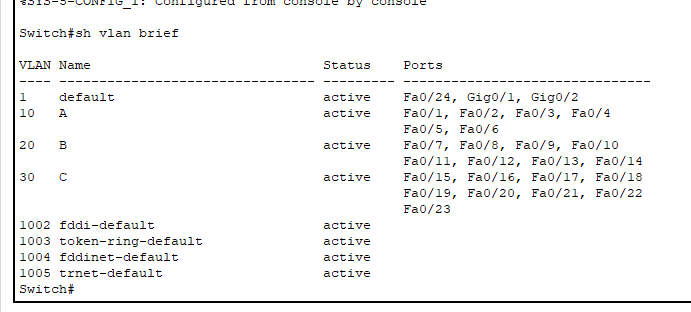 %SYS-5-CONFIG_I: Configured from console by console
Switch#sh vlan brief
VLAN Name                             Status    Ports
---- -------------------------------- --------- -------------------------------
1    default                          active    Fa0/24, Gig0/1, Gig0/2
10   A                                active    Fa0/1, Fa0/2, Fa0/3, Fa0/4
                                                Fa0/5, Fa0/6
20   B                                active    Fa0/7, Fa0/8, Fa0/9, Fa0/10
                                                Fa0/11, Fa0/12, Fa0/13, Fa0/14
30   C                                active    Fa0/15, Fa0/16, Fa0/17, Fa0/18
                                                Fa0/19, Fa0/20, Fa0/21, Fa0/22
                                                Fa0/23
1002 fddi-default                     active
1003 token-ring-default               active
1004 fddinet-default                  active
1005 trnet-default                    active
Switch#